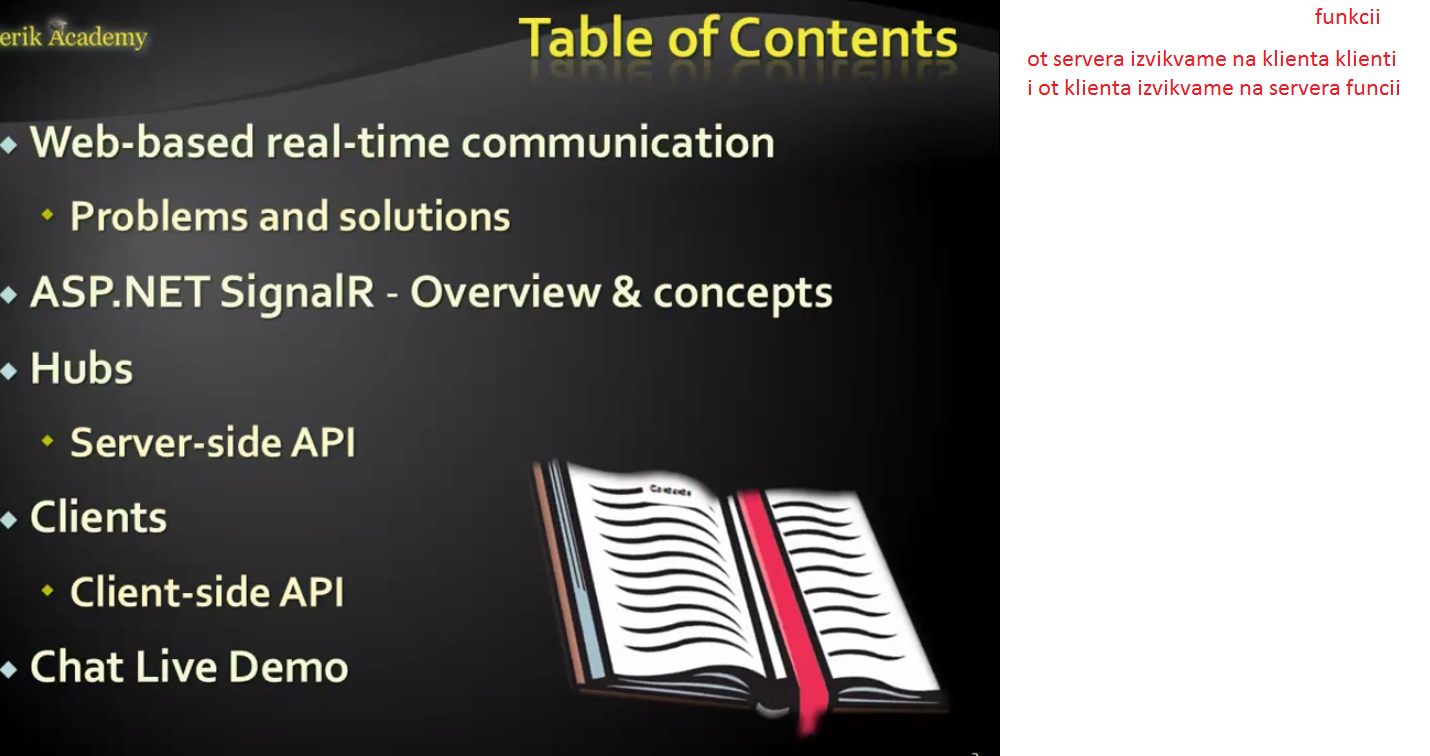 erik Academy
Table of Contents
Web-based real-time communication
Problems and solutions
ASP.NET SignalR - Overview & concepts
Hubs
Server-side API
Clients
Client-side API
Chat Live Demo
Contents
funkcii
ot servera izvikvame na klienta klienti
i ot klienta izvikvame na servera funcii